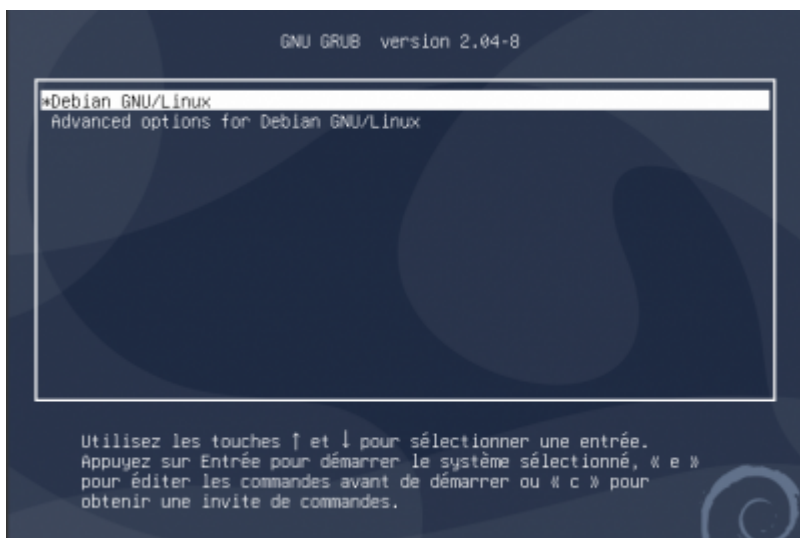 GNU GRUB  version 2.04-8
*Debian GNU/Linux
Advanced options for Debian GNU/Linux
Utilisez les touches ↑ et ↓ pour sélectionner une entrée.
Appuyez sur Entrée pour démarrer le système sélectionné, « e »
pour éditer les commandes avant de démarrer ou « c » pour
obtenir une invite de commandes.